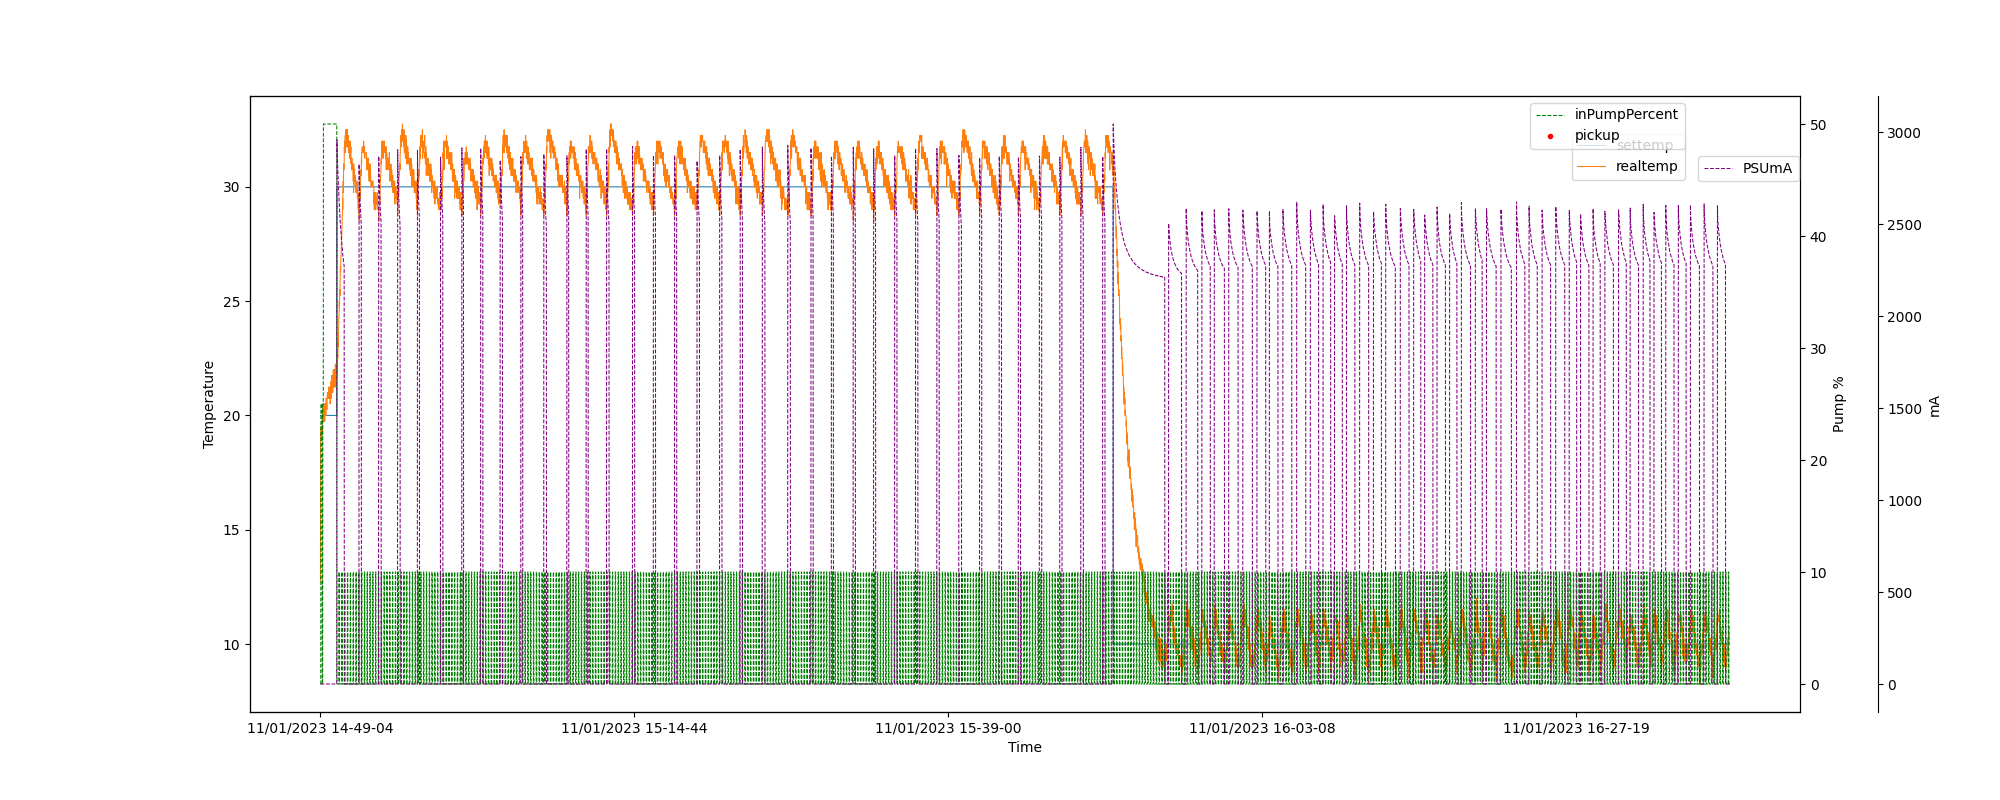 inPumpPercent
pickup
settemp
realtemp
PSUmA
Temperature
30
25
20
15
10
Pump %
50
40
30
20
10
0
mA
3000
2500
2000
1500
1000
500
0
11/01/2023 14-49-04
11/01/2023 15-14-44
11/01/2023 15-39-00
11/01/2023 16-03-08
11/01/2023 16-27-19
Time